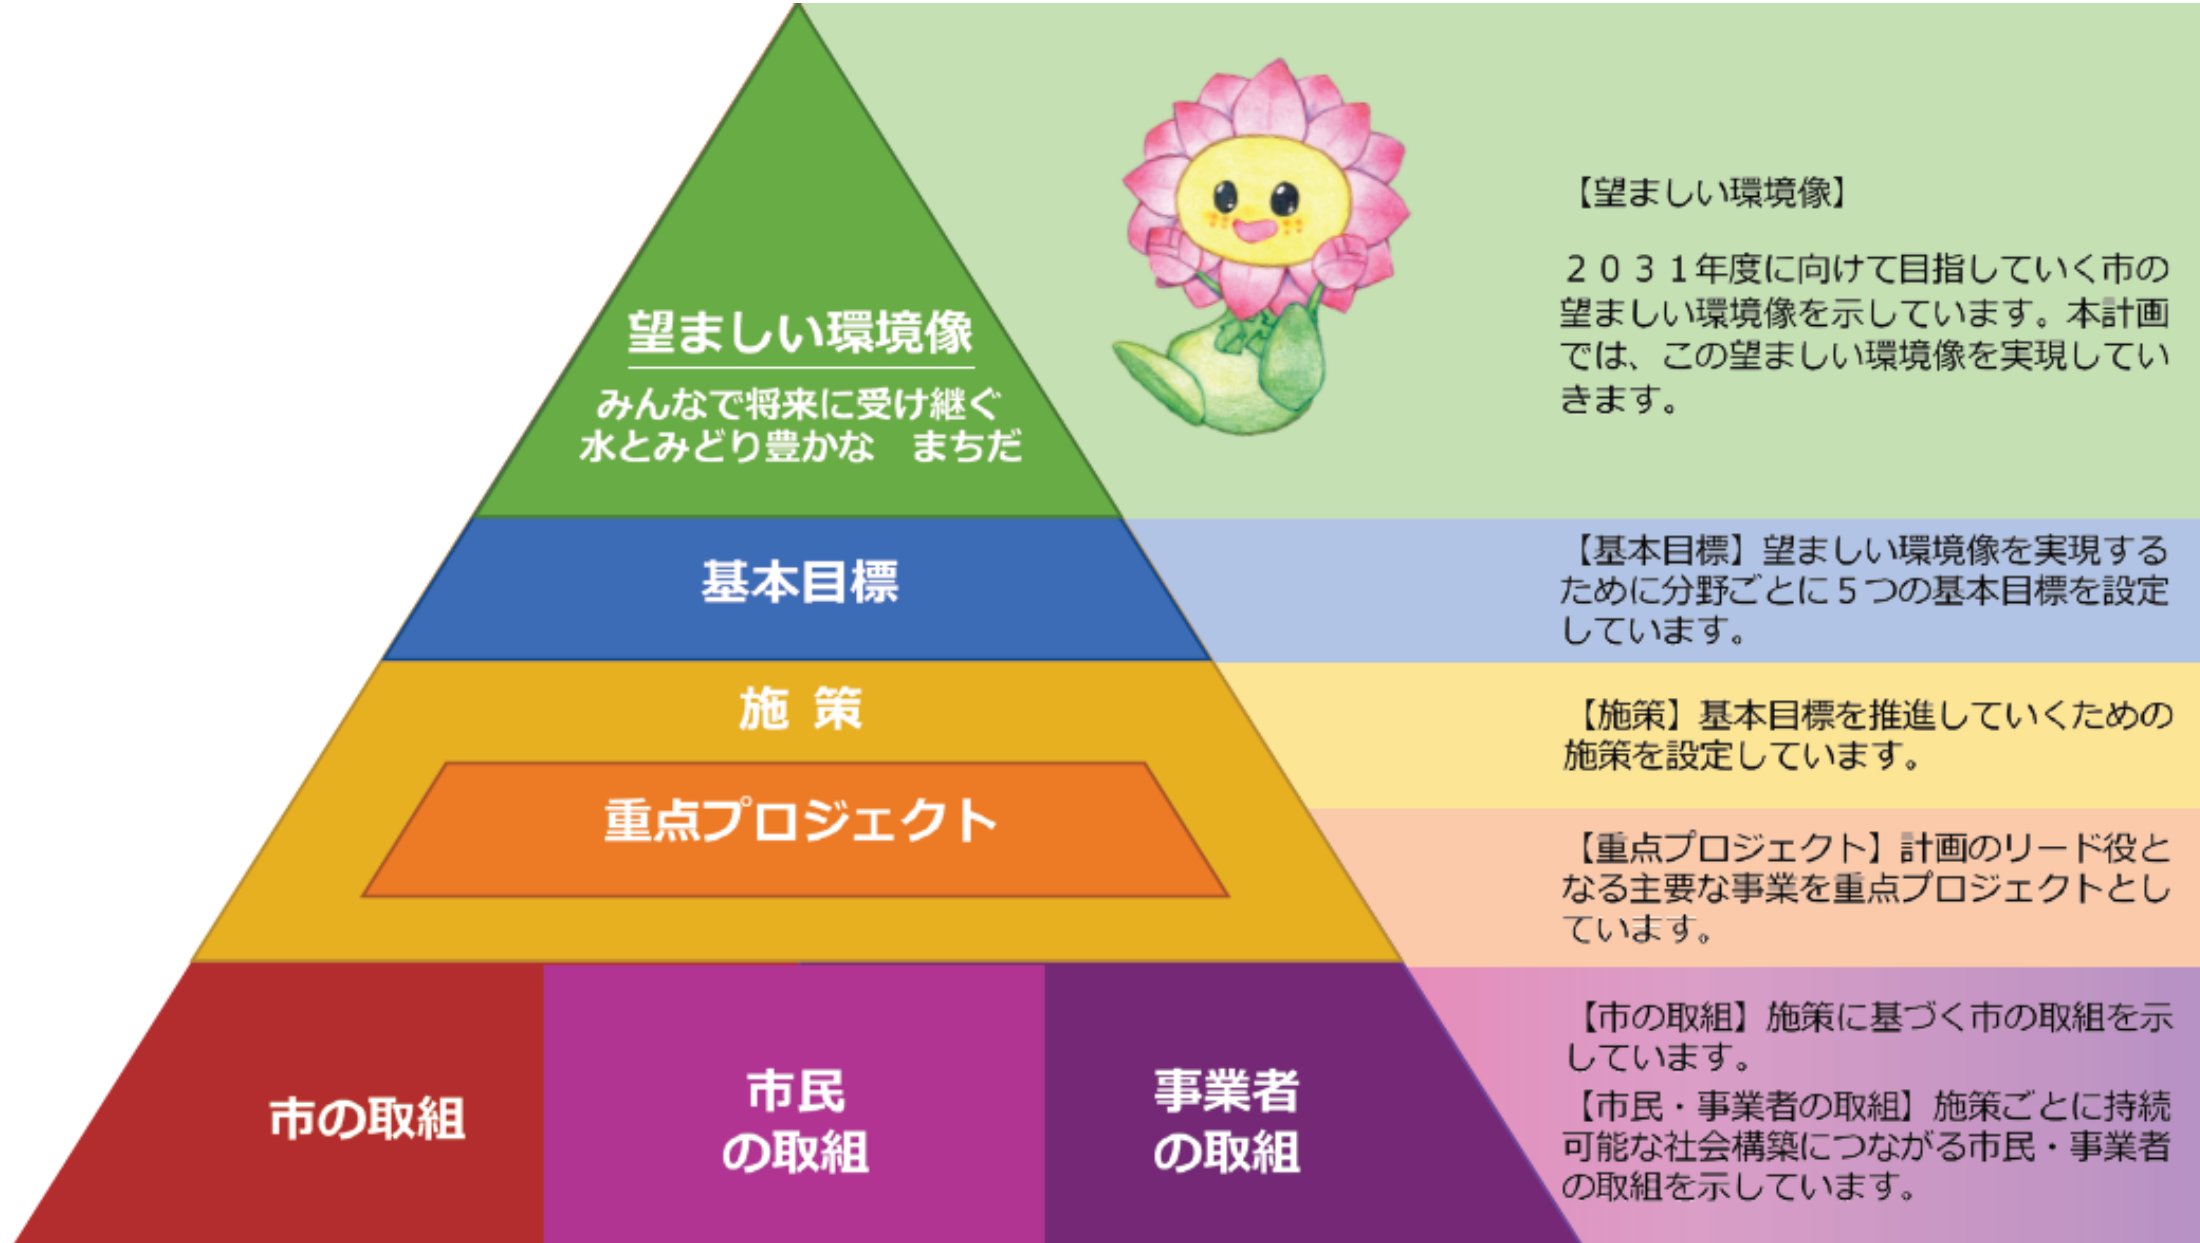 望ましい環境像
みんなで将来に受け継ぐ
水とみどり豊かな　まちだ
【望ましい環境像】
２０３１年度に向けて目指していく市の
望ましい環境像を示しています。本計画
では、この望ましい環境像を実現してい
きます。
基本目標
【基本目標】望ましい環境像を実現する
ために分野ごとに５つの基本目標を設定
しています。
施 策
【施策】基本目標を推進していくための
施策を設定しています。
重点プロジェクト
【重点プロジェクト】計画のリード役と
なる主要な事業を重点プロジェクトとし
ています。
市の取組
市民
の取組
事業者
の取組
【市の取組】施策に基づく市の取組を示
しています。
【市民・事業者の取組】施策ごとに持続
可能な社会構築につながる市民・事業者
の取組を示しています。